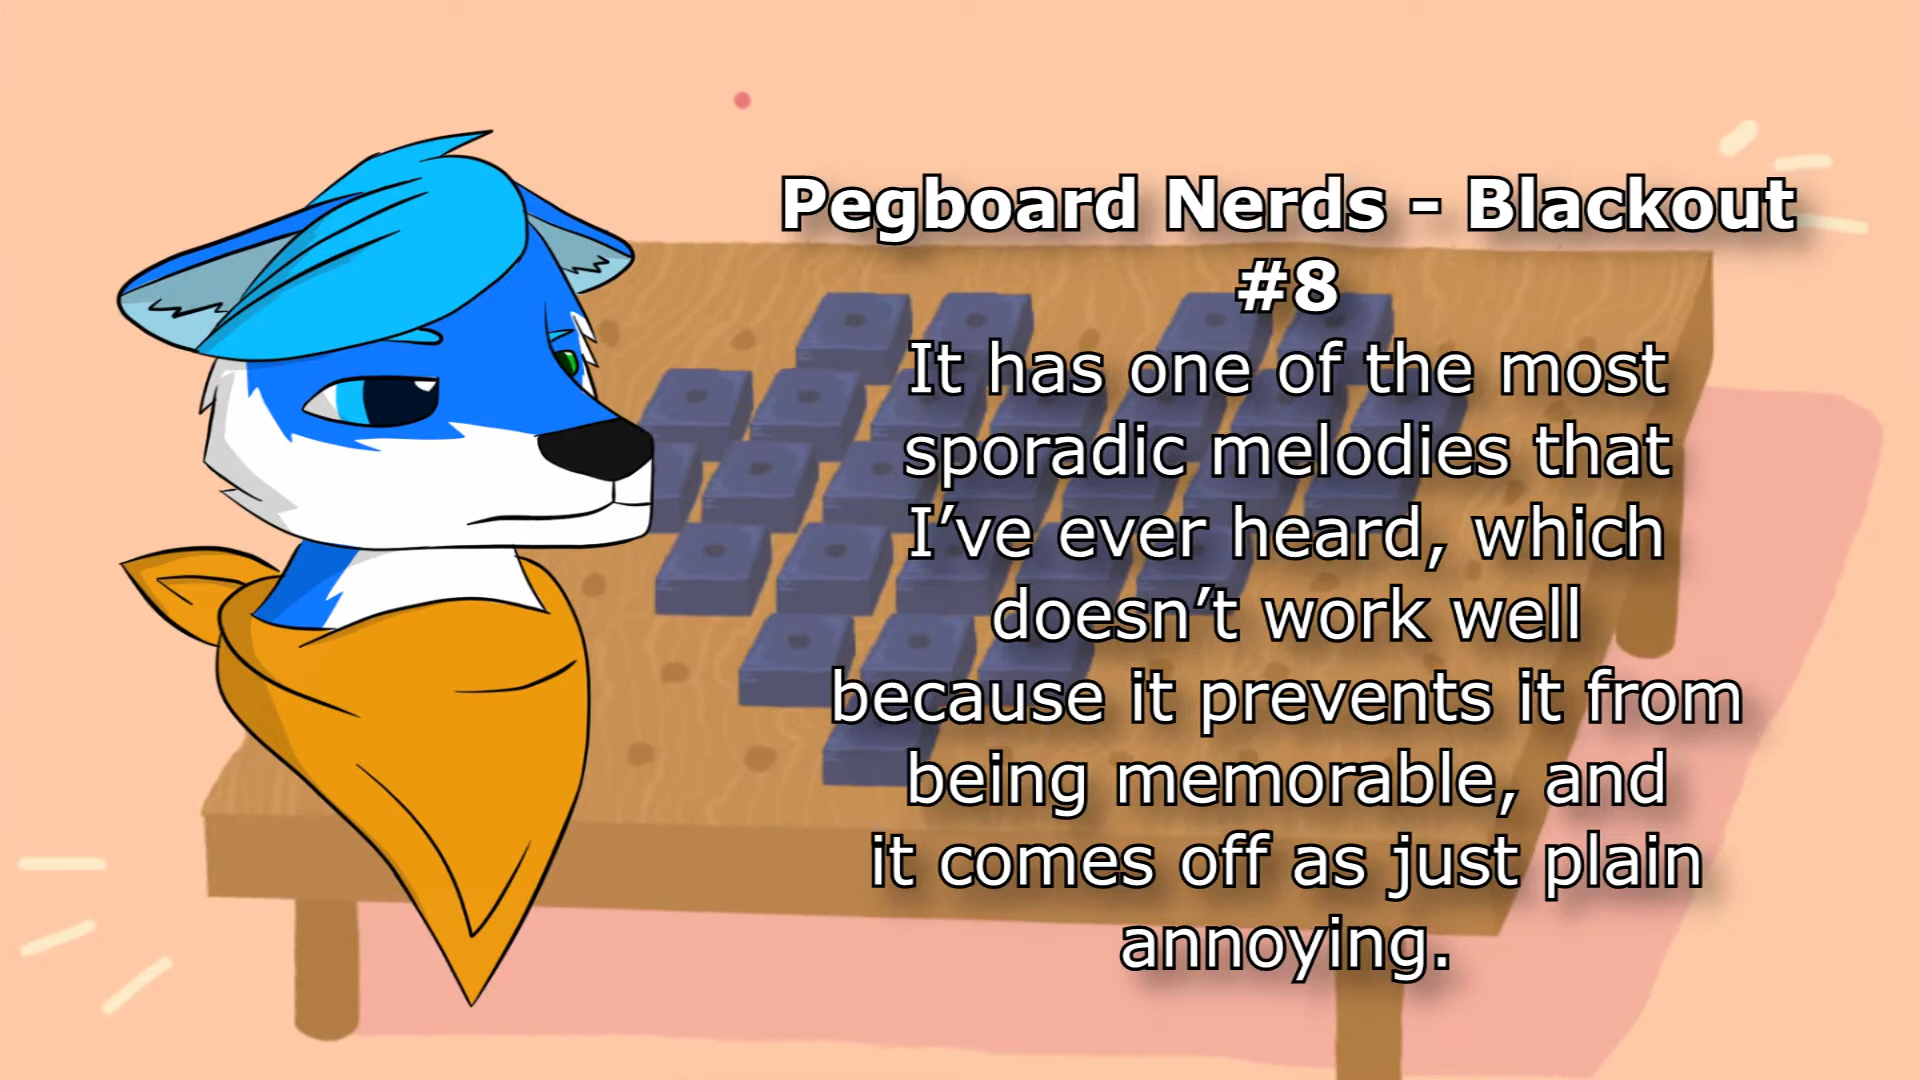 Pegboard Nerds - Blackout
#8
It has one of the most
sporadic melodies that
I’ve ever heard, which
doesn’t work well
because it prevents it from
being memorable, and
it comes off as just plain
annoying.